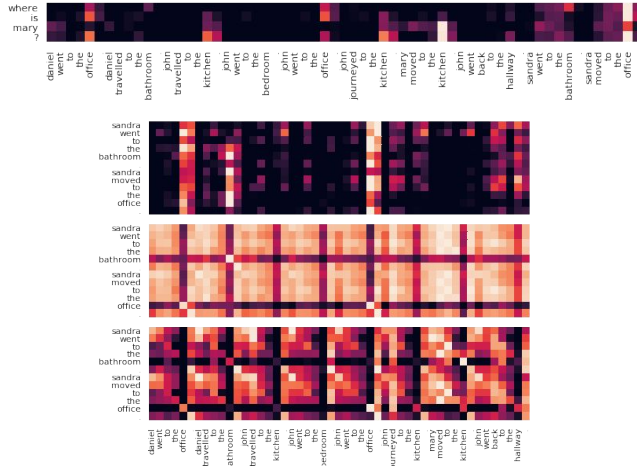 where
is
mary
?
daniel went to the office daniel travelled to the bathroom john travelled to the kitchen john went to the bedroom john went to the office john journeyed to the kitchen mary moved to the kitchen john went back to the hallway sandra went to the bathroom sandra moved to the office
sandra
went
to
the
bathroom
sandra
moved
to
the
office
sandra
went
to
the
bathroom
sandra
moved
to
the
office
sandra
went
to
the
bathroom
sandra
moved
to
the
office
daniel went to the office daniel travelled to the athroom john travelled to the kitchen john went to the bedroom john went to the office john urneyed to the kitchen mary moved to the kitchen john went back to the hallway